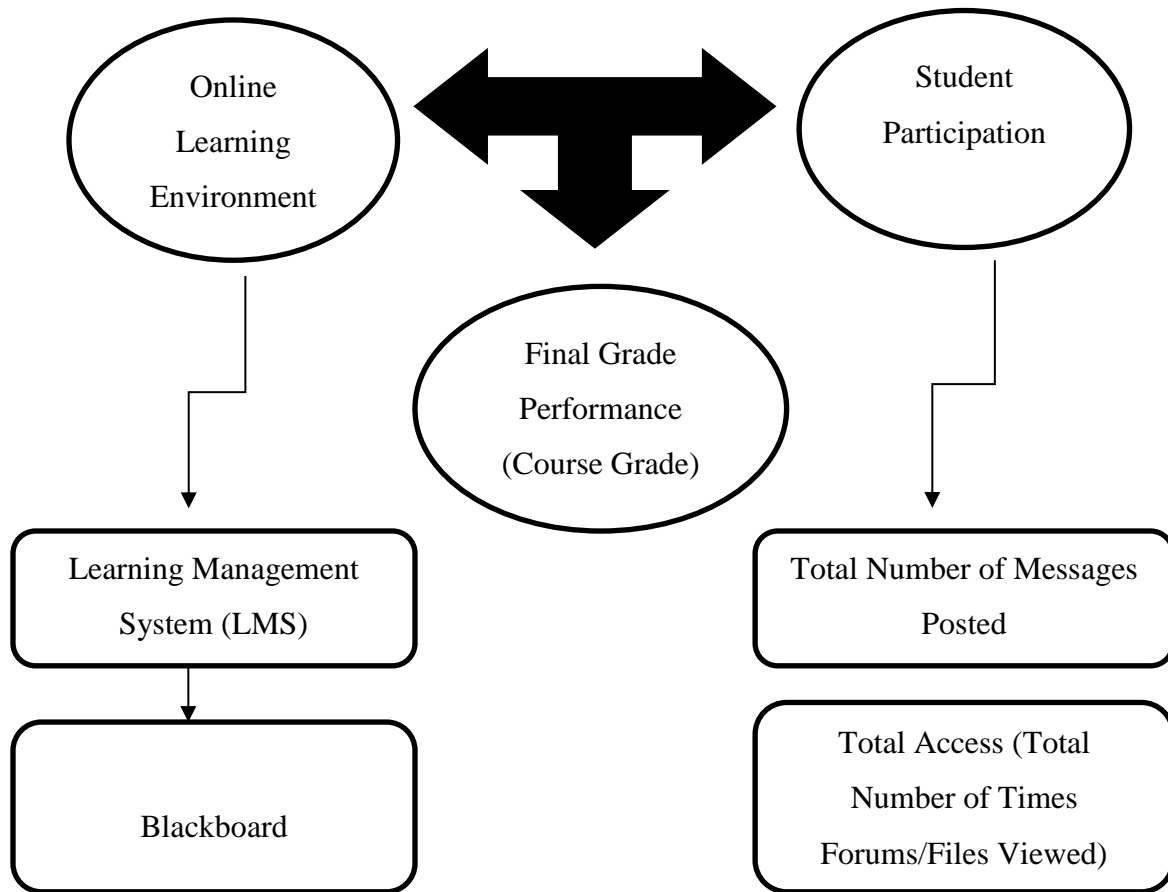 Online
Learning
Environment
Student
Participation
Final Grade
Performance
(Course Grade)
Learning Management
System (LMS)
Total Number of Messages
Posted
Blackboard
Total Access (Total
Number of Times
Forums/Files Viewed)